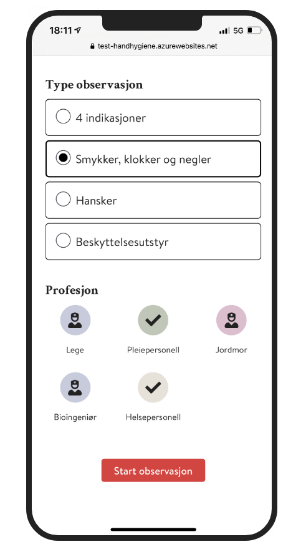 18:11
5G
test-handhygiene.azurewebsites.net
Type observasjon
4 indikasjoner
Smykker, klokker og negler
Hansker
Beskyttelsesutstyr
Profesjon
Lege Pleiepersonell Jordmor
Bioingeniør Helsepersonell
Start observasjon